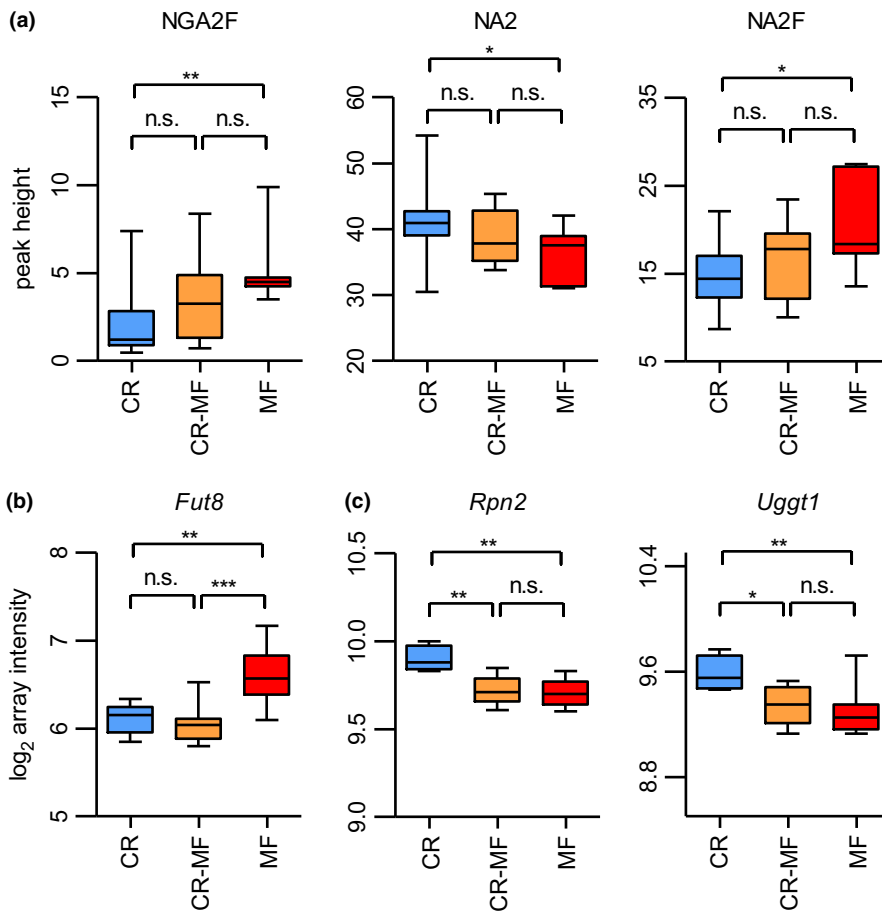 (a)
NGA2F
NA2
NA2F
**
n.s.
n.s.
*
n.s.
n.s.
*
n.s.
n.s.
peak height
15
10
5
0
60
50
40
30
20
35
25
15
5
CR
CR-MF
MF
CR
CR-MF
MF
CR
CR-MF
MF
(b)
Fut8
(c)
Rpn2
Uggt1
**
n.s.
***
**
**
n.s.
**
*
n.s.
log2 array intensity
8
7
6
5
10.5
10.0
9.5
9.0
10.4
9.6
8.8
CR
CR-MF
MF
CR
CR-MF
MF
CR
CR-MF
MF